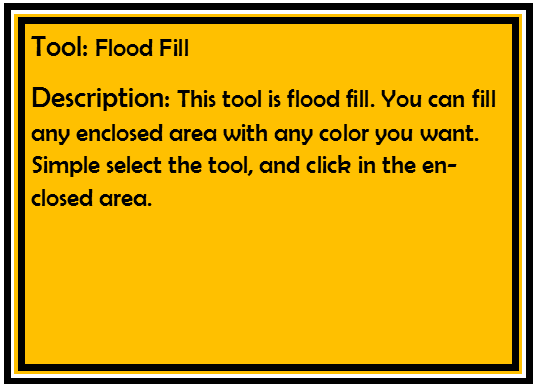 Tool: Flood Fill
Description: This tool is flood fill. You can fill
any enclosed area with any color you want.
Simple select the tool, and click in the en-
closed area.